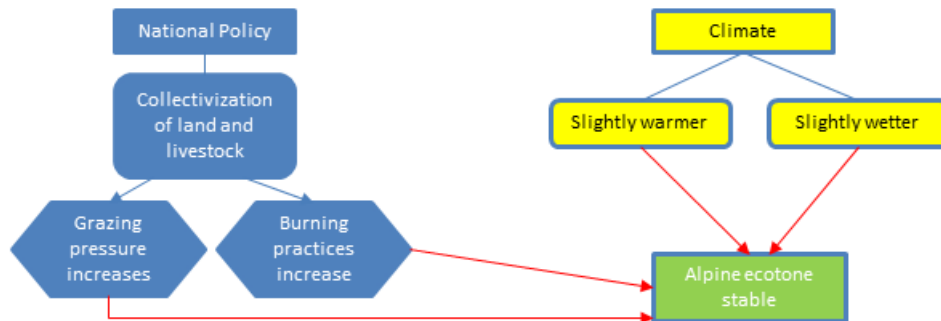 National Policy
Climate
Collectivization
of land and
livestock
Slightly warmer
Slightly wetter
Grazing
pressure
increases
Burning
practices
increase
Alpine ecotone
stable